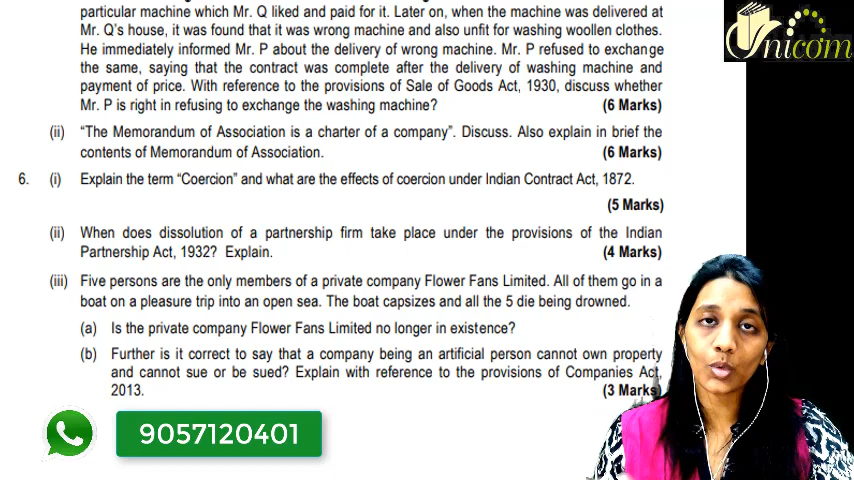 particular machine which Mr. Q liked and paid for it. Later on, when the machine was delivered at
Mr. Q's house, it was found that it was wrong machine and also unfit for washing woollen clothes.
He immediately informed Mr. P about the delivery of wrong machine. Mr. P refused to exchange
the same, saying that the contract was complete after the delivery of washing machine and
payment of price. With reference to the provisions of Sale of Goods Act, 1930, discuss whether
Mr. P is right in refusing to exchange the washing machine? (6 Marks)
(ii) "The Memorandum of Association is a charter of a company". Discuss. Also explain in brief the
contents of Memorandum of Association. (6 Marks)
6. (i) Explain the term "Coercion" and what are the effects of coercion under Indian Contract Act, 1872.
(5 Marks)
(ii) When does dissolution of a partnership firm take place under the provisions of the Indian
Partnership Act, 1932? Explain. (4 Marks)
(iii) Five persons are the only members of a private company Flower Fans Limited. All of them go in a
boat on a pleasure trip into an open sea. The boat capsizes and all the 5 die being drowned.
(a) Is the private company Flower Fans Limited no longer in existence?
(b) Further is it correct to say that a company being an artificial person cannot own property
and cannot sue or be sued? Explain with reference to the provisions of Companies Act,
2013. (3 Marks)
9057120401
Unicom